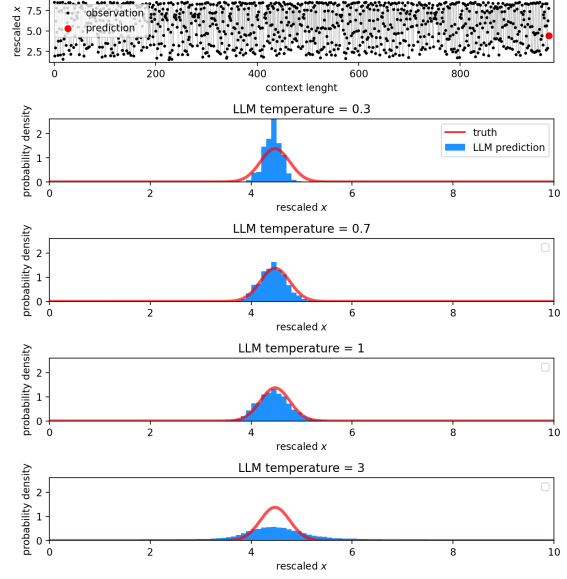 rescaled x
7.5
5.0
2.5
observation
prediction
0 200 400 600 800
context lenght
LLM temperature = 0.3
probability density
2
1
0
truth
LLM prediction
0 2 4 6 8 10
rescaled x
LLM temperature = 0.7
probability density
2
1
0
0 2 4 6 8 10
rescaled x
LLM temperature = 1
probability density
2
1
0
0 2 4 6 8 10
rescaled x
LLM temperature = 3
probability density
2
1
0
0 2 4 6 8 10
rescaled x